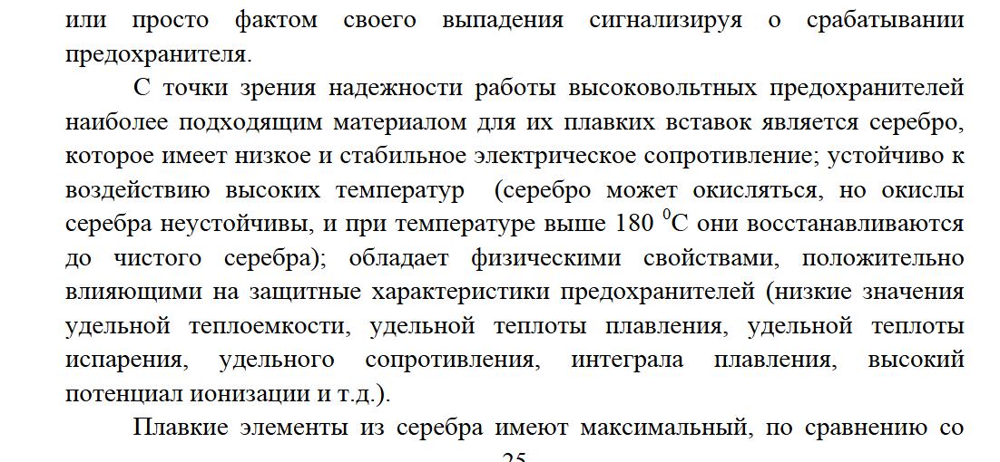 или просто фактом своего выпадения сигнализируя о срабатывании
предохранителя.
С точки зрения надежности работы высоковольтных предохранителей
наиболее подходящим материалом для их плавких вставок является серебро,
которое имеет низкое и стабильное электрическое сопротивление; устойчиво к
воздействию высоких температур  (серебро может окисляться, но окислы
серебра неустойчивы, и при температуре выше 180 ⁰С они восстанавливаются
до чистого серебра); обладает физическими свойствами, положительно
влияющими на защитные характеристики предохранителей (низкие значения
удельной теплоемкости, удельной теплоты плавления, удельной теплоты
испарения, удельного сопротивления, интеграла плавления, высокий
потенциал ионизации и т.д.).
Плавкие элементы из серебра имеют максимальный, по сравнению со
25